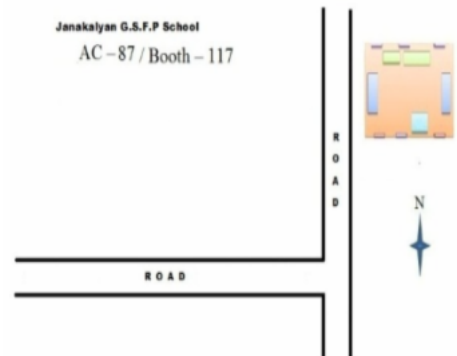 Janakalyan G.S.F.P School
AC – 87 / Booth – 117
ROAD
N
ROAD